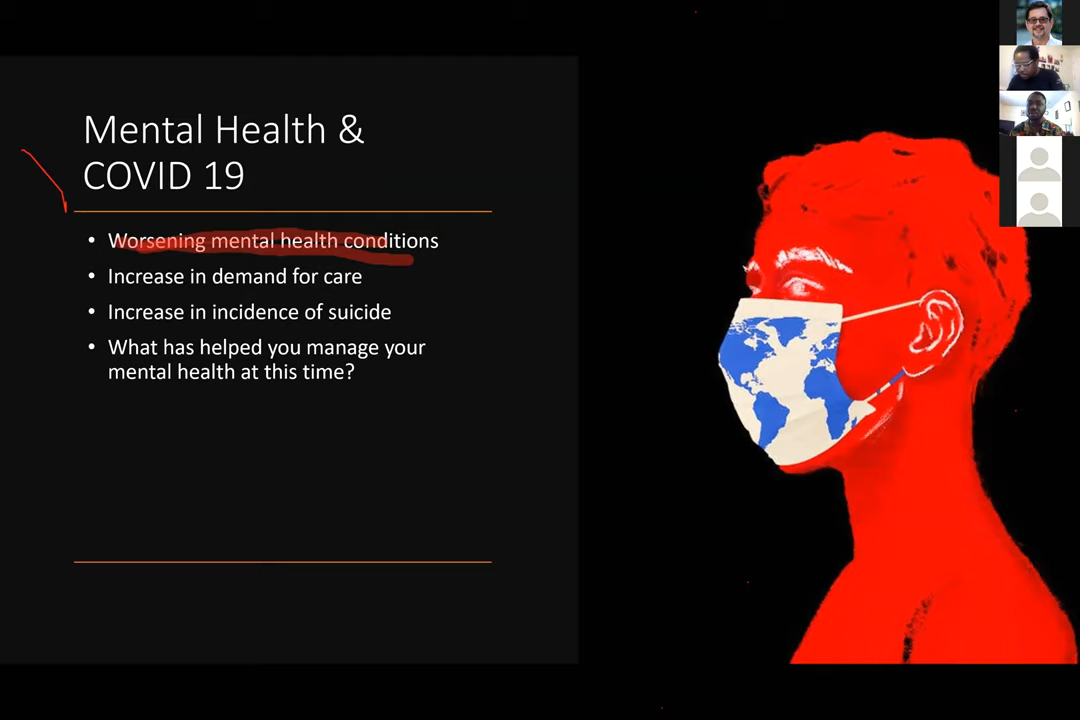 Mental Health &
COVID 19
• Worsening mental health conditions
• Increase in demand for care
• Increase in incidence of suicide
• What has helped you manage your
mental health at this time?